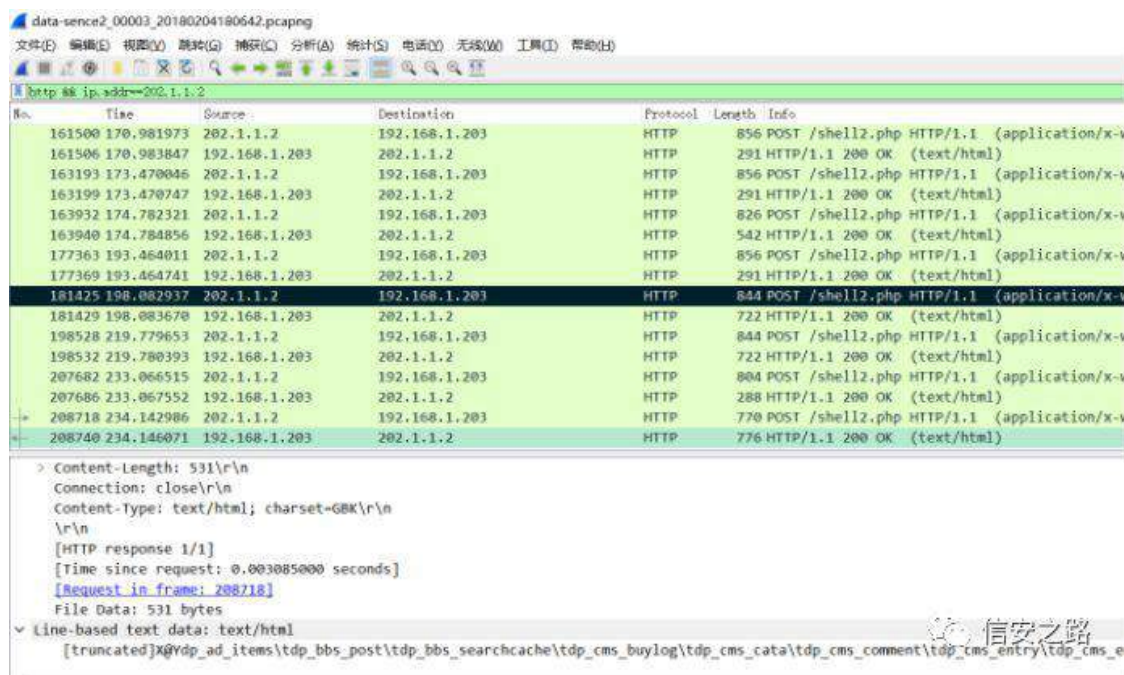 data-sence2_00003_20180204180642.pcapng
文件(F) 编辑(E) 视图(V) 跳转(G) 捕获(C) 分析(A) 统计(S) 电话(Y) 无线(W) 工具(T) 帮助(H)
http && ip.addr==202.1.1.2
No. Time Source Destination Protocol Length Info
161500 170.981973 202.1.1.2 192.168.1.203 HTTP 856 POST /shell2.php HTTP/1.1 (application/x-w
161506 170.983847 192.168.1.203 202.1.1.2 HTTP 291 HTTP/1.1 200 OK (text/html)
163193 173.470046 202.1.1.2 192.168.1.203 HTTP 856 POST /shell2.php HTTP/1.1 (application/x-w
163199 173.470747 192.168.1.203 202.1.1.2 HTTP 291 HTTP/1.1 200 OK (text/html)
163932 174.782321 202.1.1.2 192.168.1.203 HTTP 826 POST /shell2.php HTTP/1.1 (application/x-w
163940 174.784856 192.168.1.203 202.1.1.2 HTTP 542 HTTP/1.1 200 OK (text/html)
177363 193.464011 202.1.1.2 192.168.1.203 HTTP 856 POST /shell2.php HTTP/1.1 (application/x-w
177369 193.464741 192.168.1.203 202.1.1.2 HTTP 291 HTTP/1.1 200 OK (text/html)
181425 198.082937 202.1.1.2 192.168.1.203 HTTP 844 POST /shell2.php HTTP/1.1 (application/x-w
181429 198.083670 192.168.1.203 202.1.1.2 HTTP 722 HTTP/1.1 200 OK (text/html)
198528 219.779653 202.1.1.2 192.168.1.203 HTTP 844 POST /shell2.php HTTP/1.1 (application/x-w
198532 219.780393 192.168.1.203 202.1.1.2 HTTP 722 HTTP/1.1 200 OK (text/html)
207682 233.066515 202.1.1.2 192.168.1.203 HTTP 804 POST /shell2.php HTTP/1.1 (application/x-w
207686 233.067552 192.168.1.203 202.1.1.2 HTTP 288 HTTP/1.1 200 OK (text/html)
208718 234.142986 202.1.1.2 192.168.1.203 HTTP 770 POST /shell2.php HTTP/1.1 (application/x-w
208740 234.146071 192.168.1.203 202.1.1.2 HTTP 776 HTTP/1.1 200 OK (text/html)
Content-Length: 531\r\n
Connection: close\r\n
Content-Type: text/html; charset=GBK\r\n
\r\n
[HTTP response 1/1]
[Time since request: 0.003085000 seconds]
[Request in frame: 208718]
File Data: 531 bytes
Line-based text data: text/html
[truncated]X@Ydp_ad_items\tdp_bbs_post\tdp_bbs_searchcache\tdp_cms_buylog\tdp_cms_cata\tdp_cms_comment\tdp_cms_entry\tdp_cms_e
信安之路